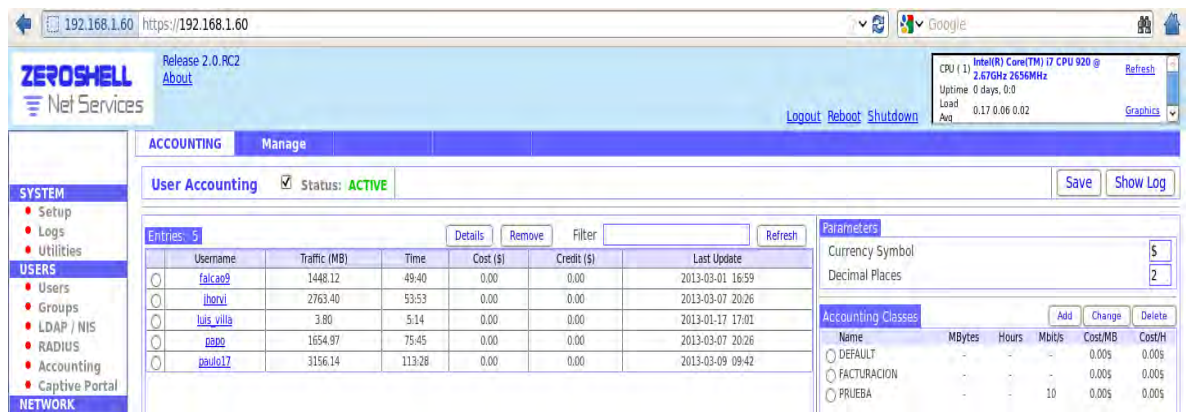 192.168.1.60 https://192.168.1.60 Google
ZEROSHELL
Net Services
Release 2.0.RC2
About
Logout Reboot Shutdown
CPU ( 1) Intel(R) Core(TM) i7 CPU 920 @ 2.67GHz 2656MHz
Refresh
Uptime 0 days, 0:0
Load Avg 0.17 0.06 0.02
Graphics
ACCOUNTING Manage
User Accounting Status: ACTIVE Save Show Log
SYSTEM
Setup
Logs
Utilities
USERS
Users
Groups
LDAP / NIS
RADIUS
Accounting
Captive Portal
NETWORK
Entries: 5 Details Remove Filter Refresh
Username Traffic (MB) Time Cost ($) Credit ($) Last Update
falcao9 1448.12 49:40 0.00 0.00 2013-03-01 16:59
jhorvi 2763.40 53:53 0.00 0.00 2013-03-07 20:26
luis_villa 3.80 5:14 0.00 0.00 2013-01-17 17:01
papo 1654.97 75:45 0.00 0.00 2013-03-07 20:26
paulo17 3156.14 113:28 0.00 0.00 2013-03-09 09:42
Parameters
Currency Symbol $
Decimal Places 2
Accounting Classes Add Change Delete
Name MBytes Hours Mbit/s Cost/MB Cost/H
DEFAULT - - - 0.00$ 0.00$
FACTURACION - - - 0.00$ 0.00$
PRUEBA - - 10 0.00$ 0.00$